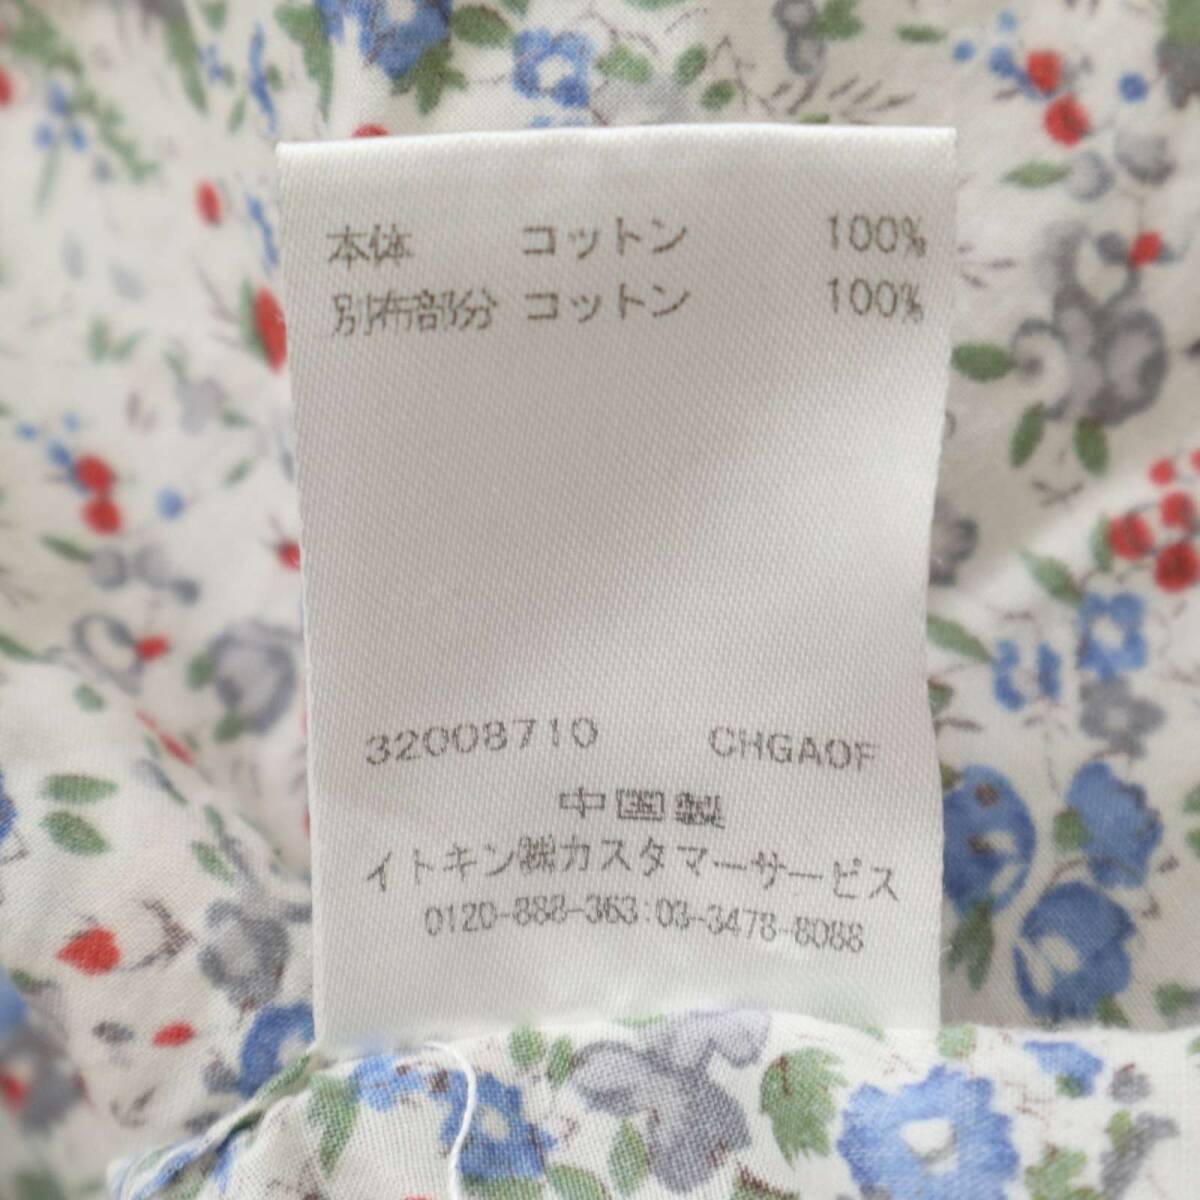 本体 コットン 100%
別布部分 コットン 100%
32008710 CHGAOF
中国製
イトキン㈱カスタマーサービス
0120-888-363:03-3478-8088